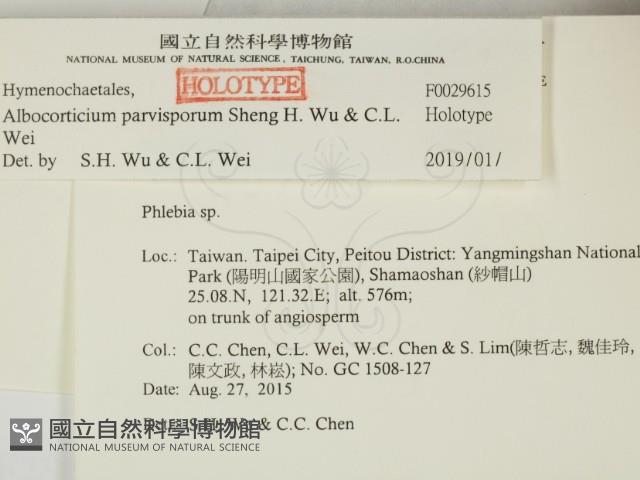 國立自然科學博物館
NATIONAL MUSEUM OF NATURAL SCIENCE, TAICHUNG, TAIWAN, R.O.CHINA
Hymenochaetales, HOLOTYPE F0029615
Albocorticium parvisporum Sheng H. Wu & C.L. Holotype
Wei
Det. by S.H. Wu & C.L. Wei 2019/01/
Phlebia sp.
Loc.: Taiwan. Taipei City, Peitou District: Yangmingshan National
Park (陽明山國家公園), Shamaoshan (紗帽山)
25.08.N, 121.32.E; alt. 576m;
on trunk of angiosperm
Col.: C.C. Chen, C.L. Wei, W.C. Chen & S. Lim(陳哲志, 魏佳玲,
陳文政, 林崧); No. GC 1508-127
Date: Aug. 27, 2015
& C.C. Chen
國立自然科學博物館
NATIONAL MUSEUM OF NATURAL SCIENCE